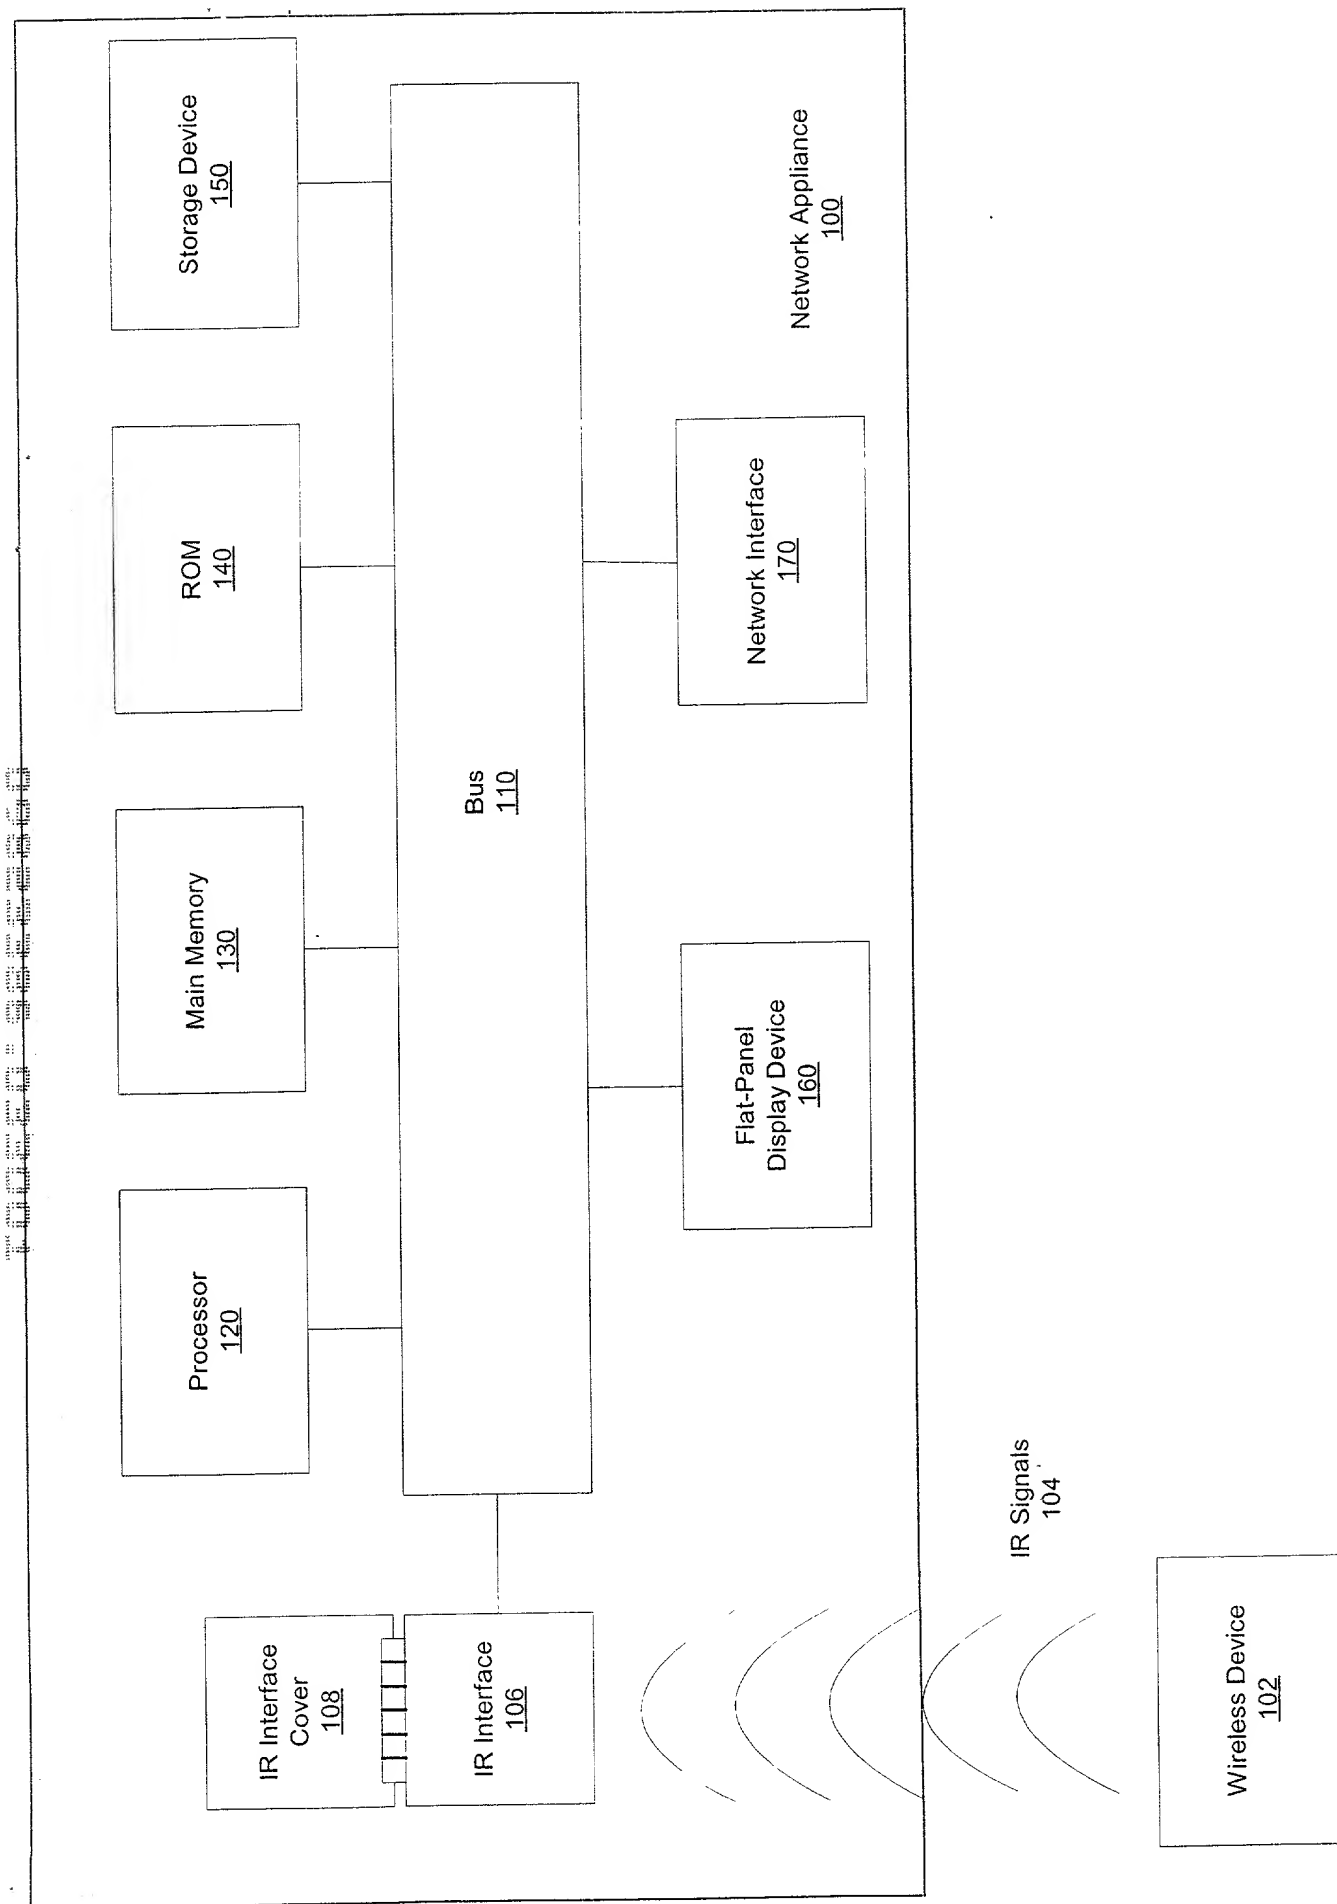 IR Interface
Cover
108
IR Interface
106
Processor
120
Main Memory
130
ROM
140
Storage Device
150
Bus
110
Flat-Panel
Display Device
160
Network Interface
170
Network Appliance
100
IR Signals
104
Wireless Device
102